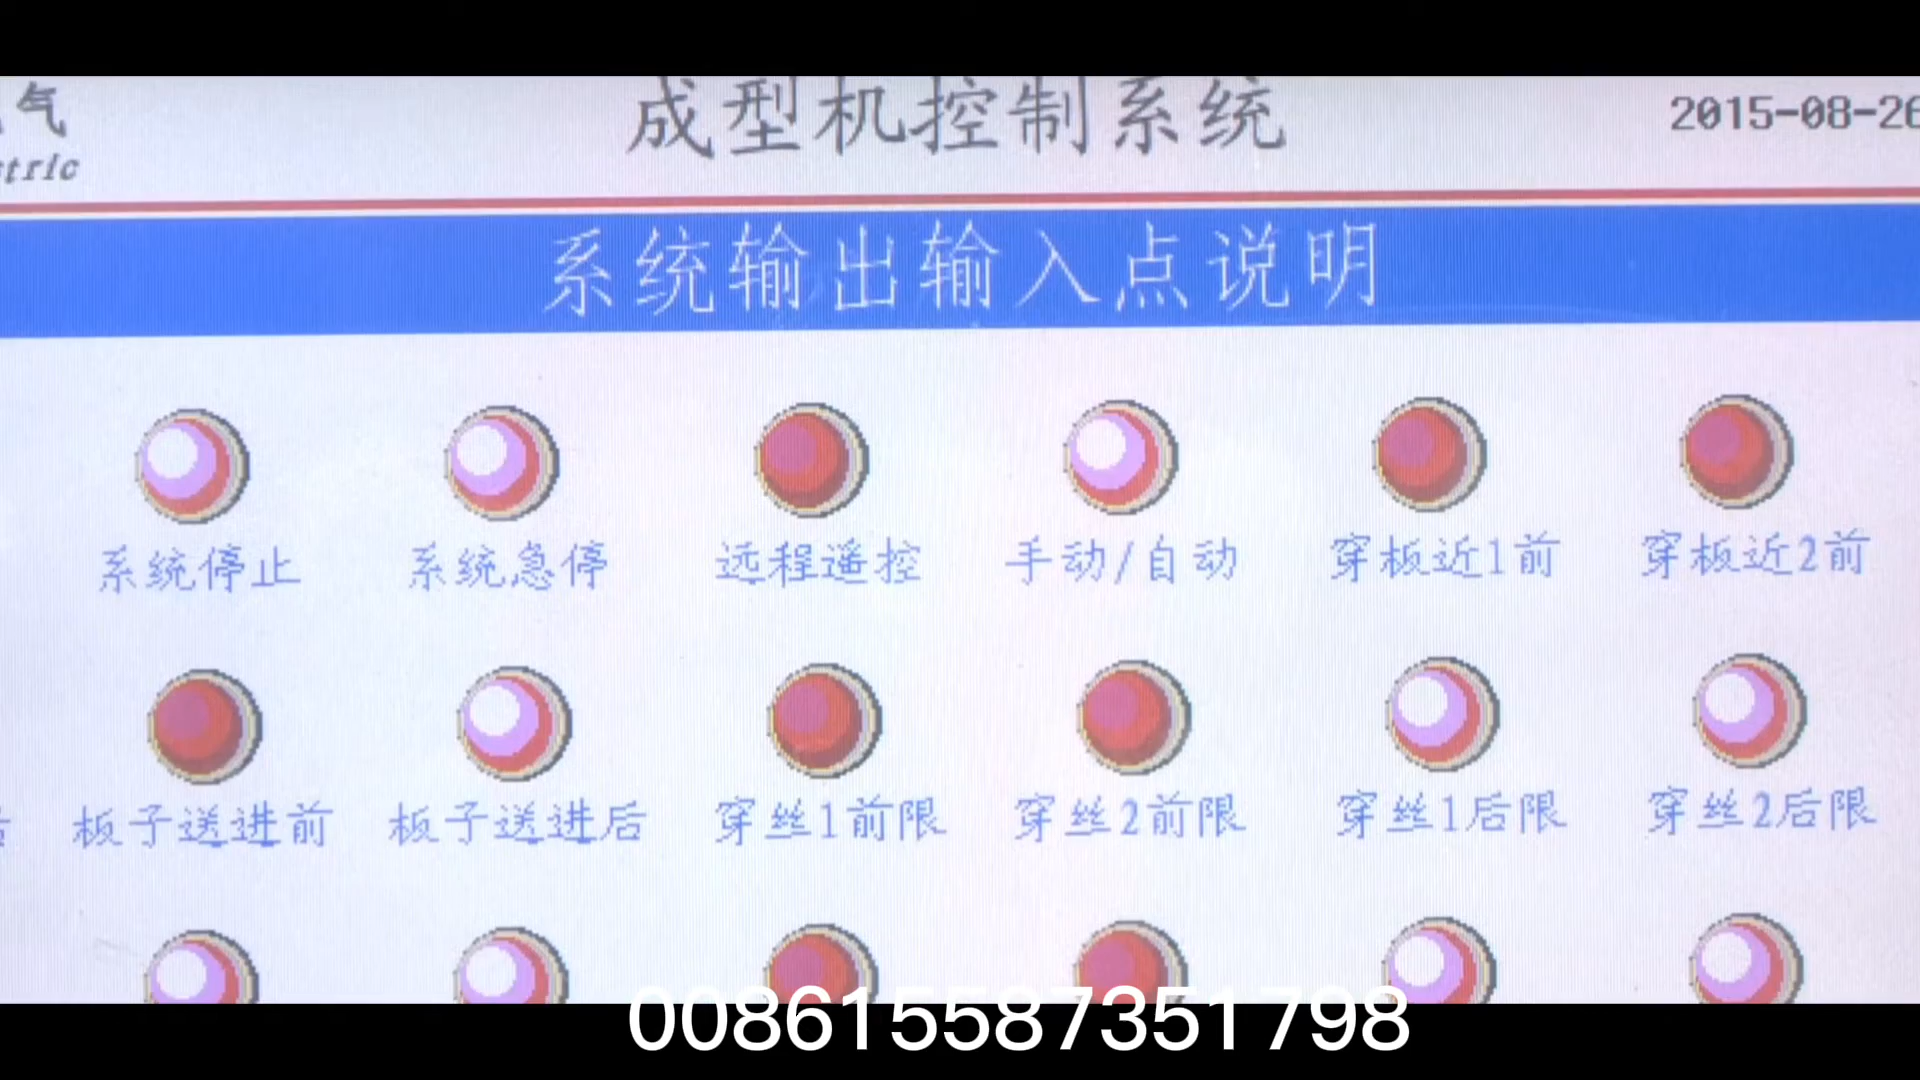 气
成型机控制系统
2015-08-26
tric
系统输出输入点说明
系统停止 系统急停 远程遥控 手动/自动 穿板近1前 穿板近2前
板子送进前 板子送进后 穿丝1前限 穿丝2前限 穿丝1后限 穿丝2后限
008615587351798